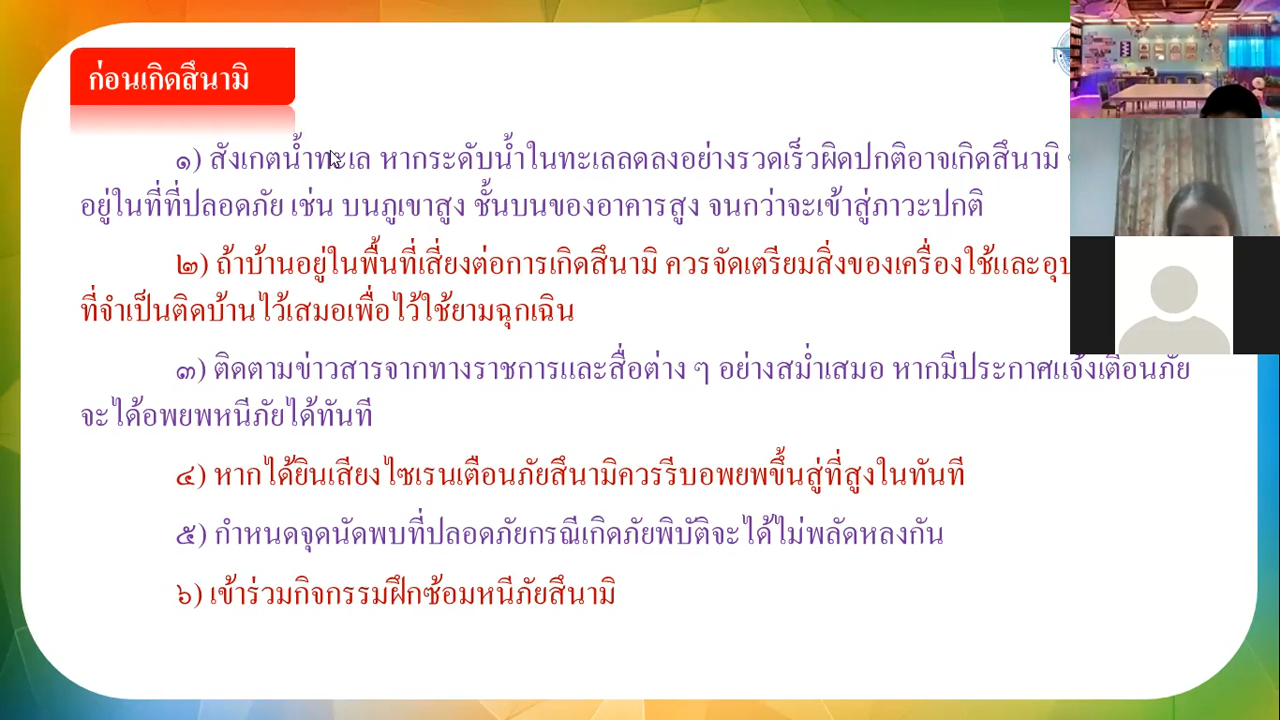 ก่อนเกิดสึนามิ
๑) สังเกตน้ำทะเล หากระดับน้ำในทะเลลดลงอย่างรวดเร็วผิดปกติอาจเกิดสึนามิ
อยู่ในที่ที่ปลอดภัย เช่น บนภูเขาสูง ชั้นบนของอาคารสูง จนกว่าจะเข้าสู่ภาวะปกติ
๒) ถ้าบ้านอยู่ในพื้นที่เสี่ยงต่อการเกิดสึนามิ ควรจัดเตรียมสิ่งของเครื่องใช้และ
ที่จำเป็นติดบ้านไว้เสมอเพื่อไว้ใช้ยามฉุกเฉิน
๓) ติดตามข่าวสารจากทางราชการและสื่อต่าง ๆ อย่างสม่ำเสมอ หากมีประกาศแจ้งเตือนภัย
จะได้อพยพหนีภัยได้ทันที
๔) หากได้ยินเสียงไซเรนเตือนภัยสึนามิควรรีบอพยพขึ้นสู่ที่สูงในทันที
๕) กำหนดจุดนัดพบที่ปลอดภัยกรณีเกิดภัยพิบัติจะได้ไม่พลัดหลงกัน
๖) เข้าร่วมกิจกรรมฝึกซ้อมหนีภัยสึนามิ